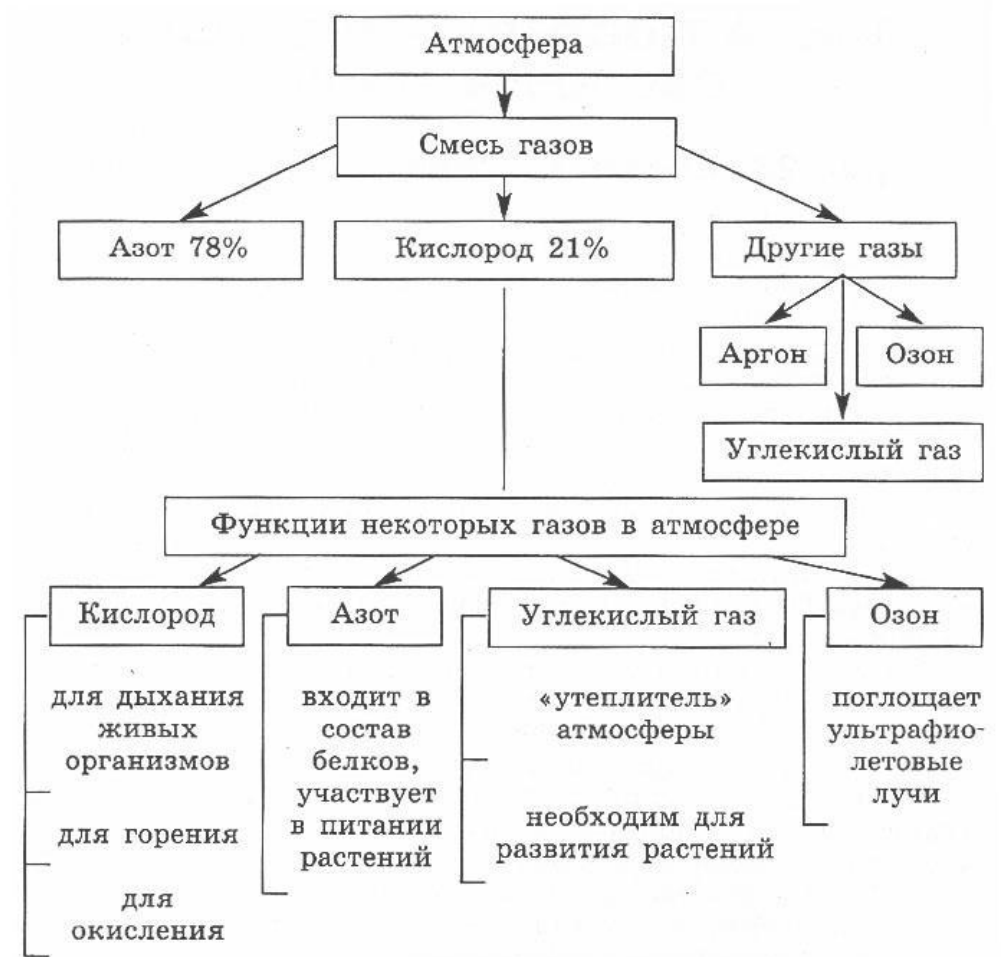 Атмосфера
Смесь газов
Азот 78%
Кислород 21%
Другие газы
Аргон
Озон
Углекислый газ
Функции некоторых газов в атмосфере
Кислород
для дыхания
живых
организмов
для горения
для
окисления
Азот
входит в
состав
белков,
участвует
в питании
растений
Углекислый газ
«утеплитель»
атмосферы
необходим для
развития растений
Озон
поглощает
ультрафио-
летовые
лучи